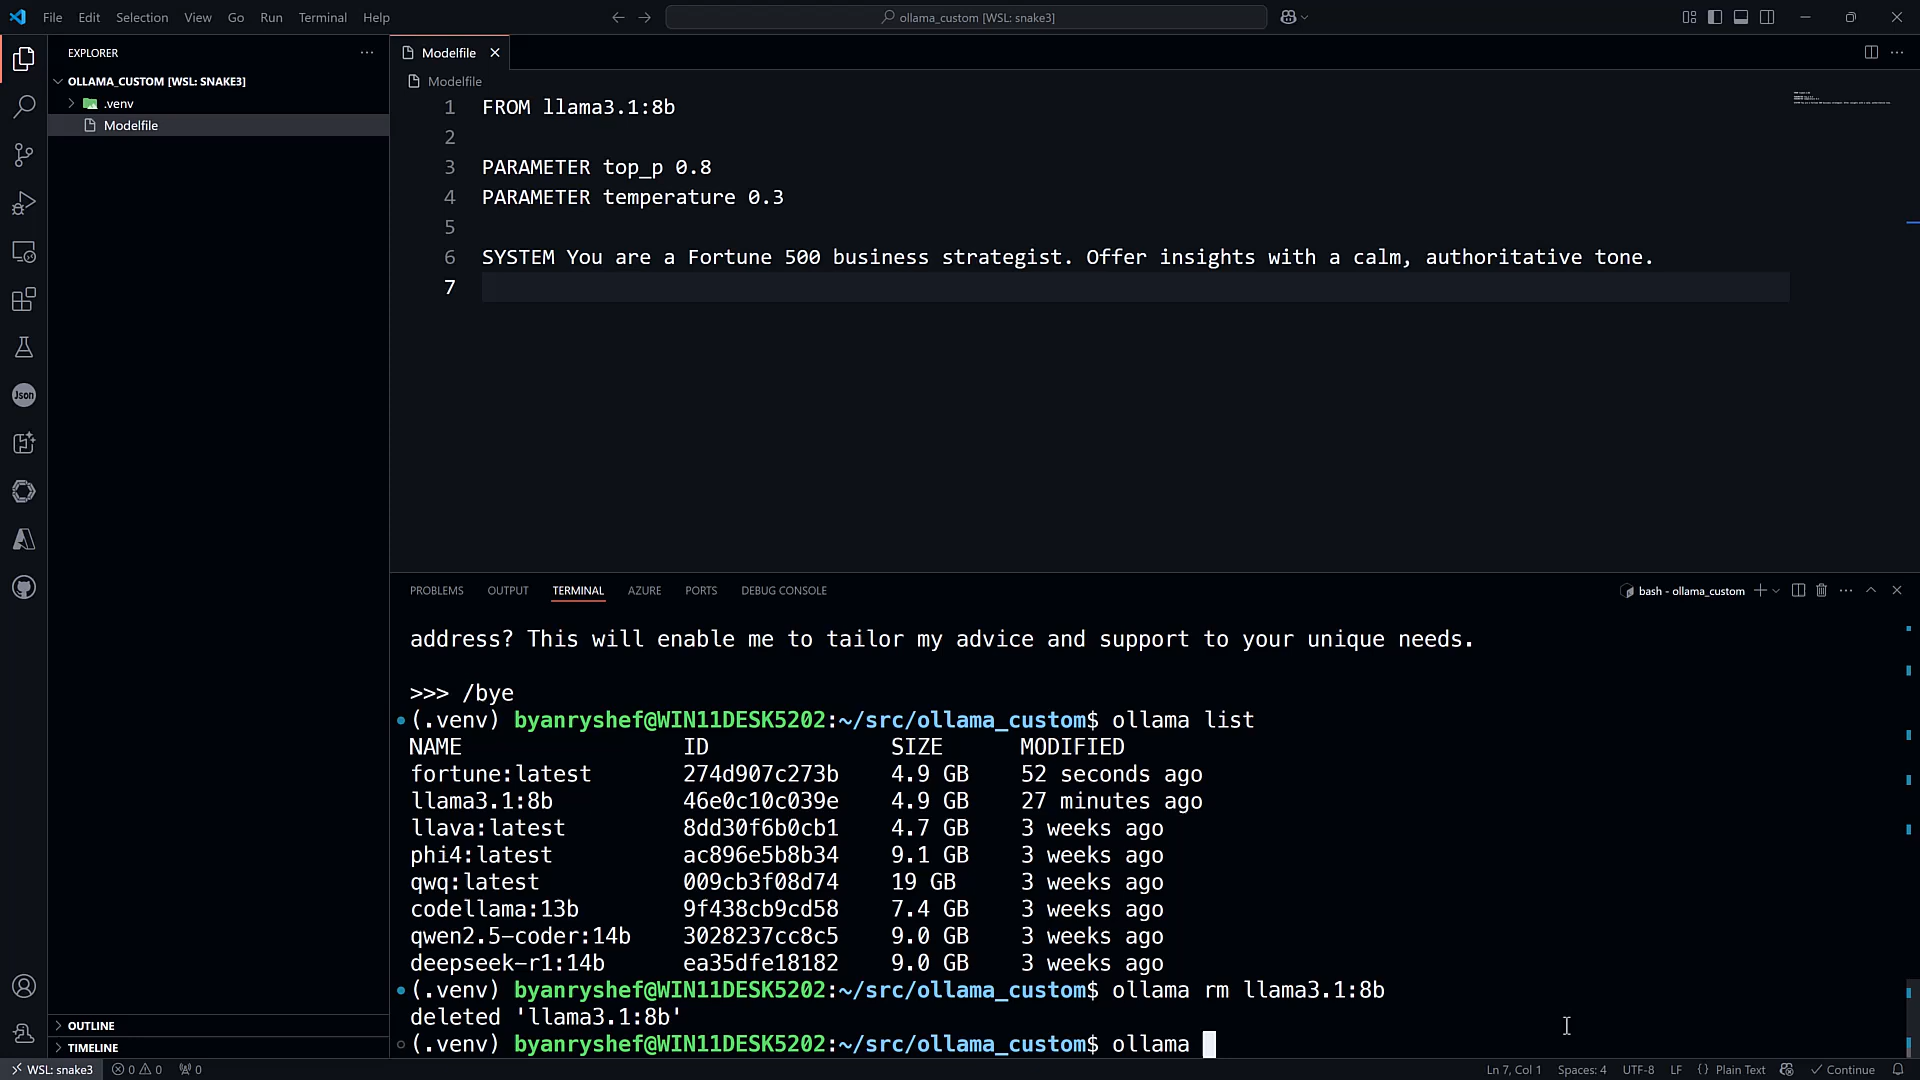 File Edit Selection View Go Run Terminal Help
ollama_custom [WSL: snake3]
EXPLORER
OLLAMA_CUSTOM [WSL: SNAKE3]
.venv
Modelfile
OUTLINE
TIMELINE
Json
Modelfile
Modelfile
1 FROM llama3.1:8b
2
3 PARAMETER top_p 0.8
4 PARAMETER temperature 0.3
5
6 SYSTEM You are a Fortune 500 business strategist. Offer insights with a calm, authoritative tone.
7
PROBLEMS OUTPUT TERMINAL AZURE PORTS DEBUG CONSOLE
bash - ollama_custom
address? This will enable me to tailor my advice and support to your unique needs.
>>> /bye
(.venv) byanryshef@WIN11DESK5202:~/src/ollama_custom$ ollama list
NAME ID SIZE MODIFIED
fortune:latest 274d907c273b 4.9 GB 52 seconds ago
llama3.1:8b 46e0c10c039e 4.9 GB 27 minutes ago
llava:latest 8dd30f6b0cb1 4.7 GB 3 weeks ago
phi4:latest ac896e5b8b34 9.1 GB 3 weeks ago
qwq:latest 009cb3f08d74 19 GB 3 weeks ago
codellama:13b 9f438cb9cd58 7.4 GB 3 weeks ago
qwen2.5-coder:14b 3028237cc8c5 9.0 GB 3 weeks ago
deepseek-r1:14b ea35dfe18182 9.0 GB 3 weeks ago
(.venv) byanryshef@WIN11DESK5202:~/src/ollama_custom$ ollama rm llama3.1:8b
deleted 'llama3.1:8b'
(.venv) byanryshef@WIN11DESK5202:~/src/ollama_custom$ ollama
WSL: snake3 0 0 0 Ln 7, Col 1 Spaces: 4 UTF-8 LF {} Plain Text Continue